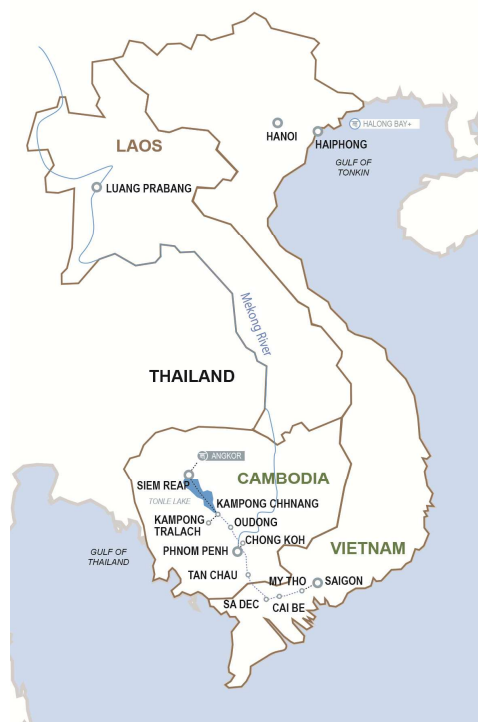 HALONG BAY+
HANOI
HAIPHONG
GULF OF
TONKIN
LAOS
LUANG PRABANG
Mekong River
THAILAND
ANGKOR
SIEM REAP
CAMBODIA
TONLE LAKE
KAMPONG CHHNANG
KAMPONG
TRALACH
OUDONG
CHONG KOH
PHNOM PENH
VIETNAM
GULF OF
THAILAND
TAN CHAU
MY THO
SAIGON
SA DEC
CAI BE